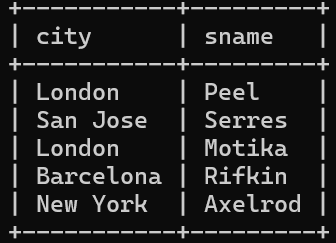 +-----------+----------+
| city      | sname    |
+-----------+----------+
| London    | Peel     |
| San Jose  | Serres   |
| London    | Motika   |
| Barcelona | Rifkin   |
| New York  | Axelrod  |
+-----------+----------+